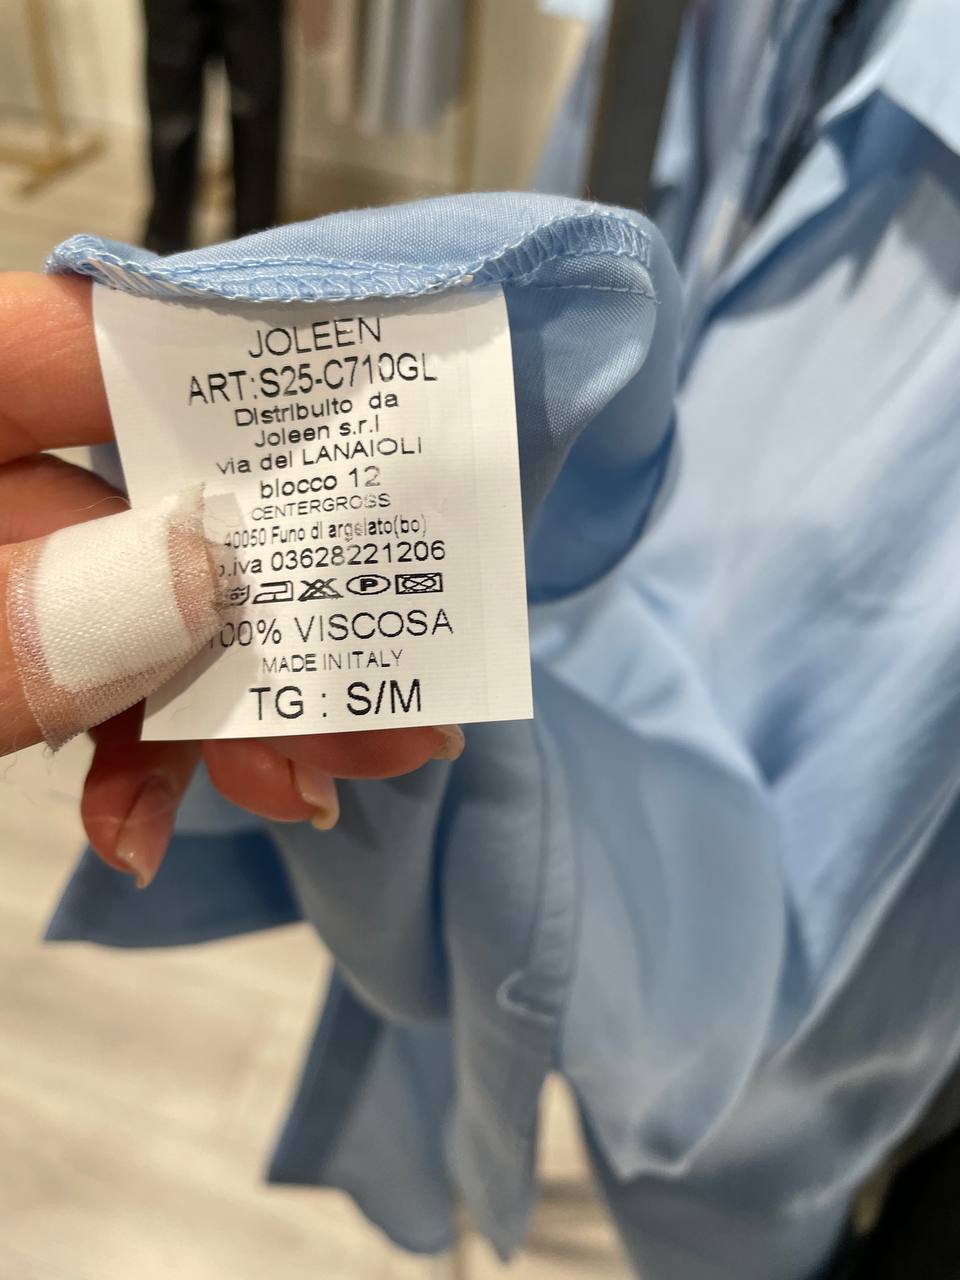 JOLEEN
ART:S25-C710GL
Distribuito da
Joleen s.r.l
via del LANAIOLI
blocco 12
CENTERGROSS
40050 Funo di argelato(bo)
p.iva 03628221206
100% VISCOSA
MADE IN ITALY
TG : S/M